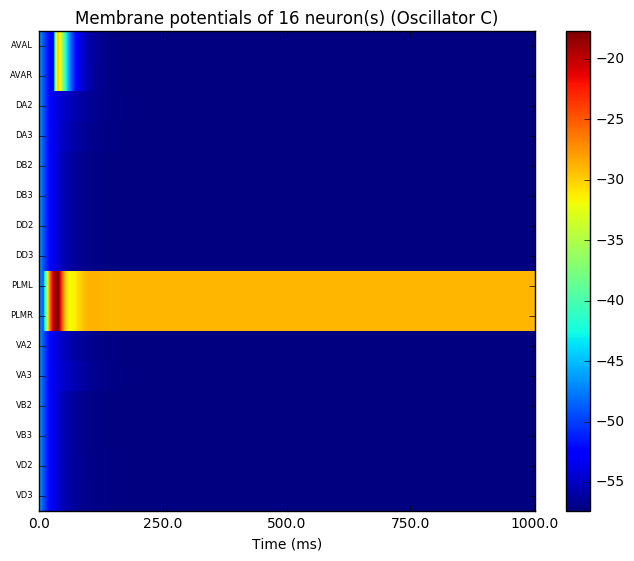 Membrane potentials of 16 neuron(s) (Oscillator C)
AVAL
AVAR
DA2
DA3
DB2
DB3
DD2
DD3
PLML
PLMR
VA2
VA3
VB2
VB3
VD2
VD3
0.0 250.0 500.0 750.0 1000.0
Time (ms)
−20
−25
−30
−35
−40
−45
−50
−55